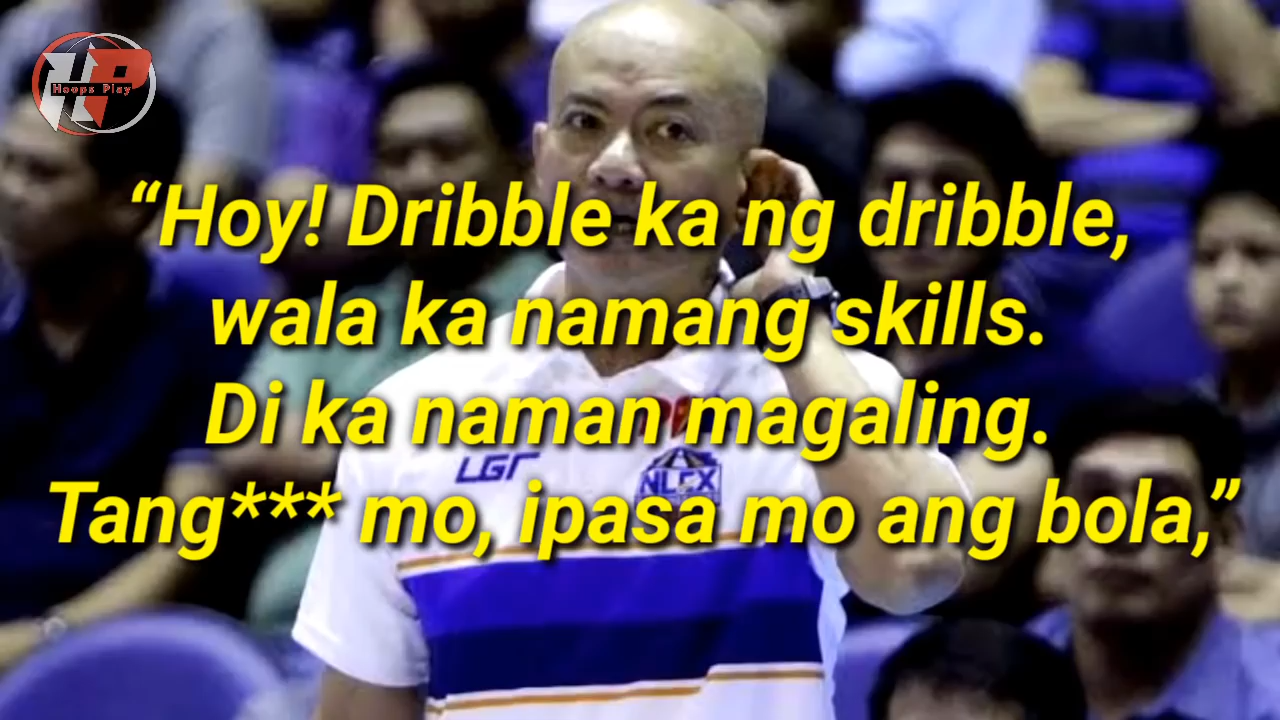 HP
Hoops Play
“Hoy! Dribble ka ng dribble,
wala ka namang skills.
Di ka naman magaling.
Tang*** mo, ipasa mo ang bola,”
LGR
NLEX